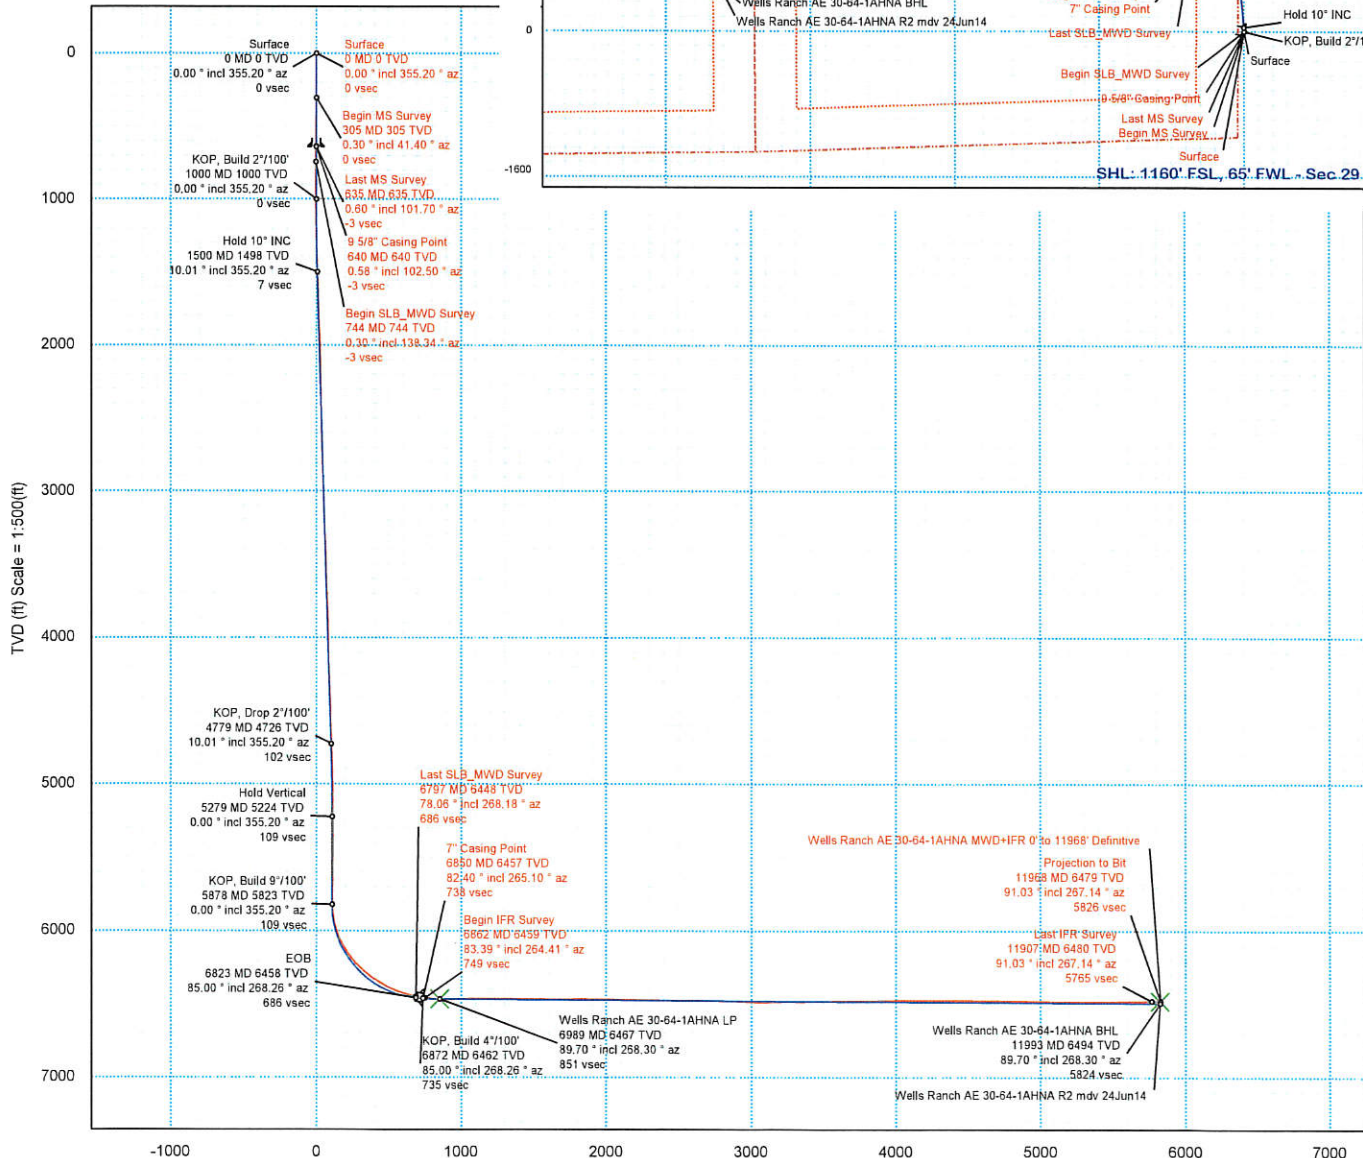 Wells Ranch AE 30-64-1AHNA BHL
Wells Ranch AE 30-64-1AHNA R2 mdv 24Jun14
0
-1600
7" Casing Point
Last SLB_MWD Survey
Hold 10° INC
KOP, Build 2°/1
Surface
Begin SLB_MWD Survey
9 5/8" Casing Point
Last MS Survey
Begin MS Survey
Surface
SHL: 1160' FSL, 65' FWL - Sec 29
TVD (ft) Scale = 1:500(ft)
0
1000
2000
3000
4000
5000
6000
7000
Surface
0 MD 0 TVD
0.00 ° incl 355.20 ° az
0 vsec
Surface
0 MD 0 TVD
0.00 ° incl 355.20 ° az
0 vsec
Begin MS Survey
305 MD 305 TVD
0.30 ° incl 41.40 ° az
0 vsec
KOP, Build 2°/100'
1000 MD 1000 TVD
0.00 ° incl 355.20 ° az
0 vsec
Last MS Survey
635 MD 635 TVD
0.60 ° incl 101.70 ° az
-3 vsec
Hold 10° INC
1500 MD 1498 TVD
10.01 ° incl 355.20 ° az
7 vsec
9 5/8" Casing Point
640 MD 640 TVD
0.58 ° incl 102.50 ° az
-3 vsec
Begin SLB_MWD Survey
744 MD 744 TVD
0.30 ° incl 138.34 ° az
-3 vsec
KOP, Drop 2°/100'
4779 MD 4726 TVD
10.01 ° incl 355.20 ° az
102 vsec
Hold Vertical
5279 MD 5224 TVD
0.00 ° incl 355.20 ° az
109 vsec
KOP, Build 9°/100'
5878 MD 5823 TVD
0.00 ° incl 355.20 ° az
109 vsec
EOB
6823 MD 6458 TVD
85.00 ° incl 268.26 ° az
686 vsec
Last SLB_MWD Survey
6797 MD 6448 TVD
78.06 ° incl 268.18 ° az
686 vsec
7" Casing Point
6850 MD 6457 TVD
82.40 ° incl 265.10 ° az
738 vsec
Begin IFR Survey
6862 MD 6459 TVD
83.39 ° incl 264.41 ° az
749 vsec
KOP, Build 4°/100'
6872 MD 6462 TVD
85.00 ° incl 268.26 ° az
735 vsec
Wells Ranch AE 30-64-1AHNA LP
6989 MD 6467 TVD
89.70 ° incl 268.30 ° az
851 vsec
Wells Ranch AE 30-64-1AHNA MWD+IFR 0' to 11968' Definitive
Projection to Bit
11968 MD 6479 TVD
91.03 ° incl 267.14 ° az
5826 vsec
Last IFR Survey
11907 MD 6480 TVD
91.03 ° incl 267.14 ° az
5765 vsec
Wells Ranch AE 30-64-1AHNA BHL
11993 MD 6494 TVD
89.70 ° incl 268.30 ° az
5824 vsec
Wells Ranch AE 30-64-1AHNA R2 mdv 24Jun14
-1000
0
1000
2000
3000
4000
5000
6000
7000